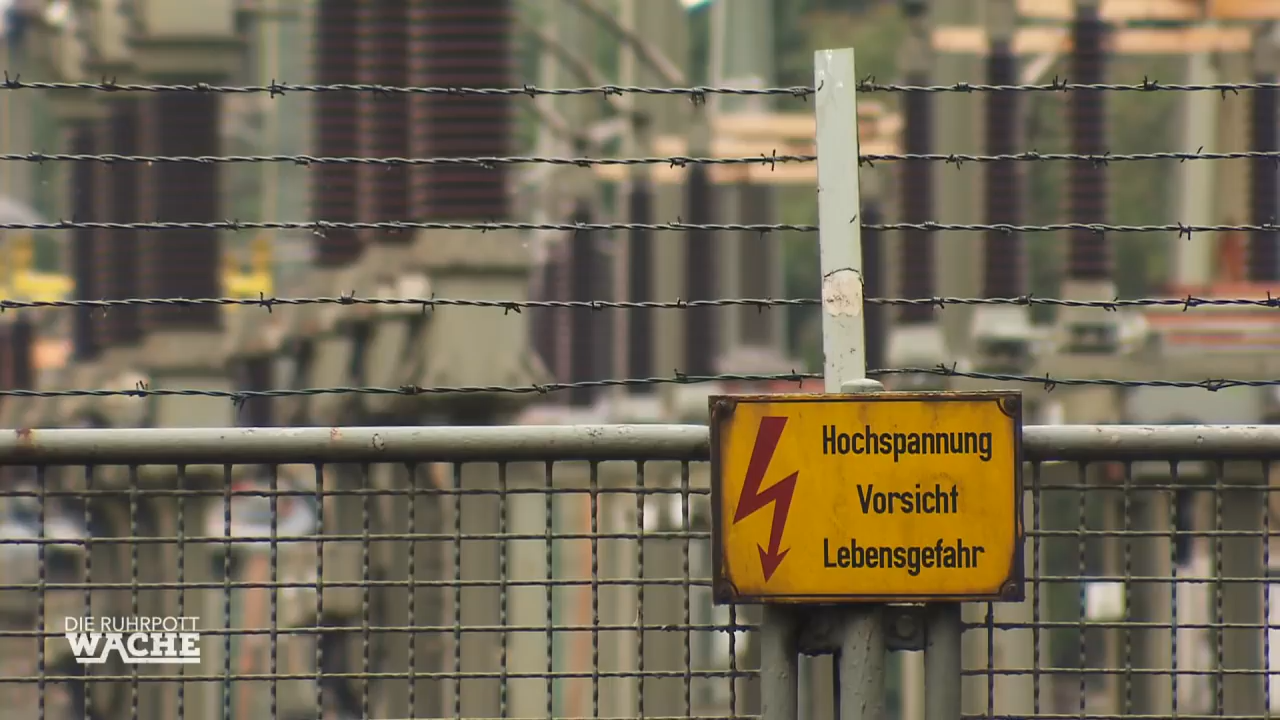 Hochspannung
Vorsicht
Lebensgefahr
DIE RUHRPOTT
WACHE